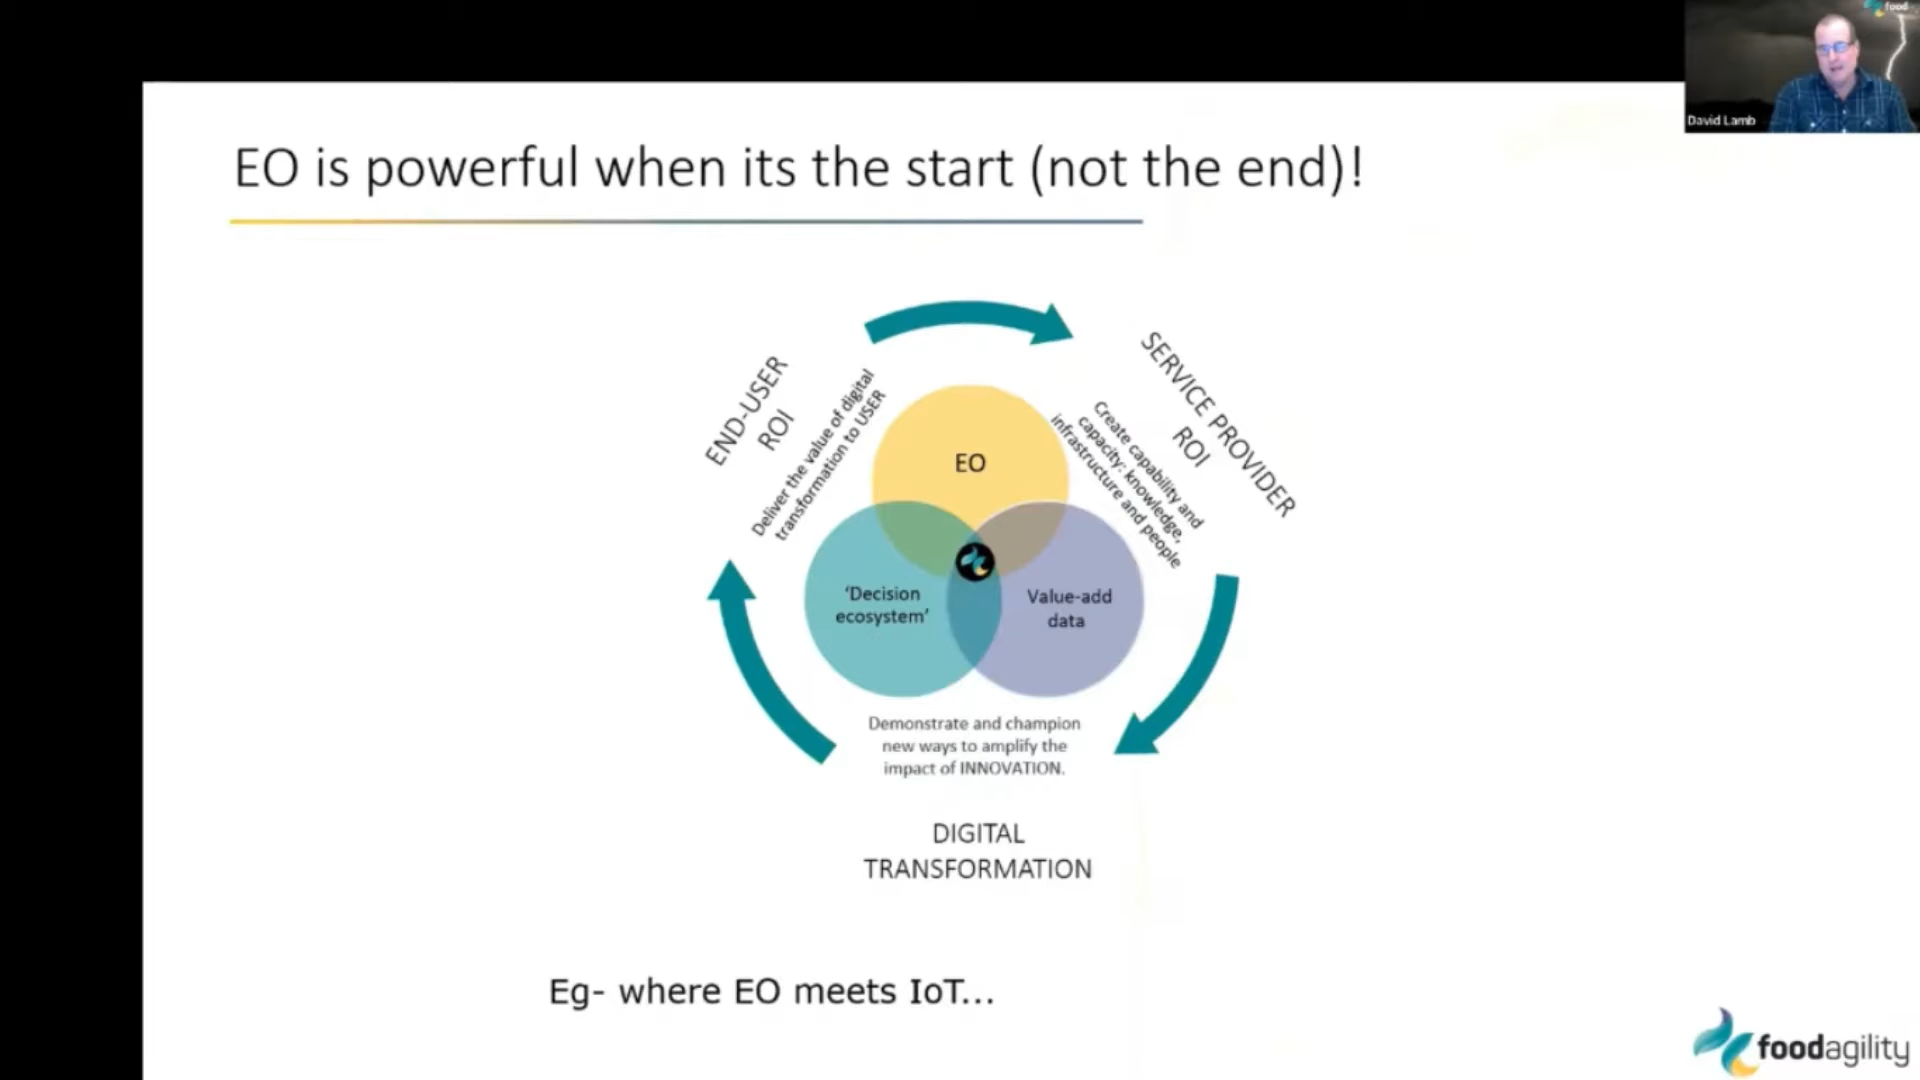 food
David Lamb
EO is powerful when its the start (not the end)!
END-USER
ROI
Deliver the value of digital
transformation to USER
SERVICE PROVIDER
ROI
Create capability and
capacity: knowledge,
infrastructure and people
EO
‘Decision
ecosystem’
Value-add
data
Demonstrate and champion
new ways to amplify the
impact of INNOVATION.
DIGITAL
TRANSFORMATION
Eg- where EO meets IoT...
foodagility